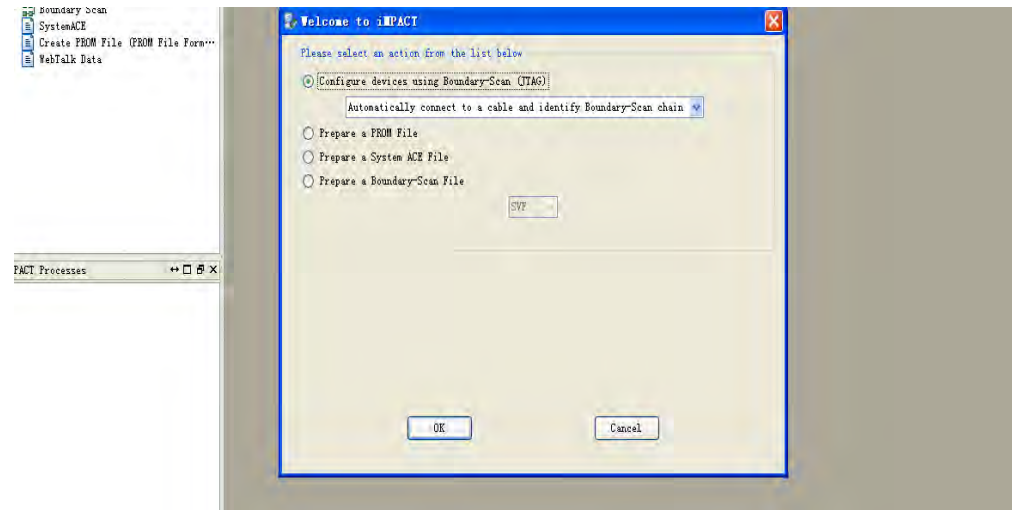 Boundary Scan
SystemACE
Create PROM File (PROM File Form...
WebTalk Data
PACT Processes
Welcome to iMPACT
Please select an action from the list below
Configure devices using Boundary-Scan (JTAG)
Automatically connect to a cable and identify Boundary-Scan chain
Prepare a PROM File
Prepare a System ACE File
Prepare a Boundary-Scan File
SVF
OK
Cancel